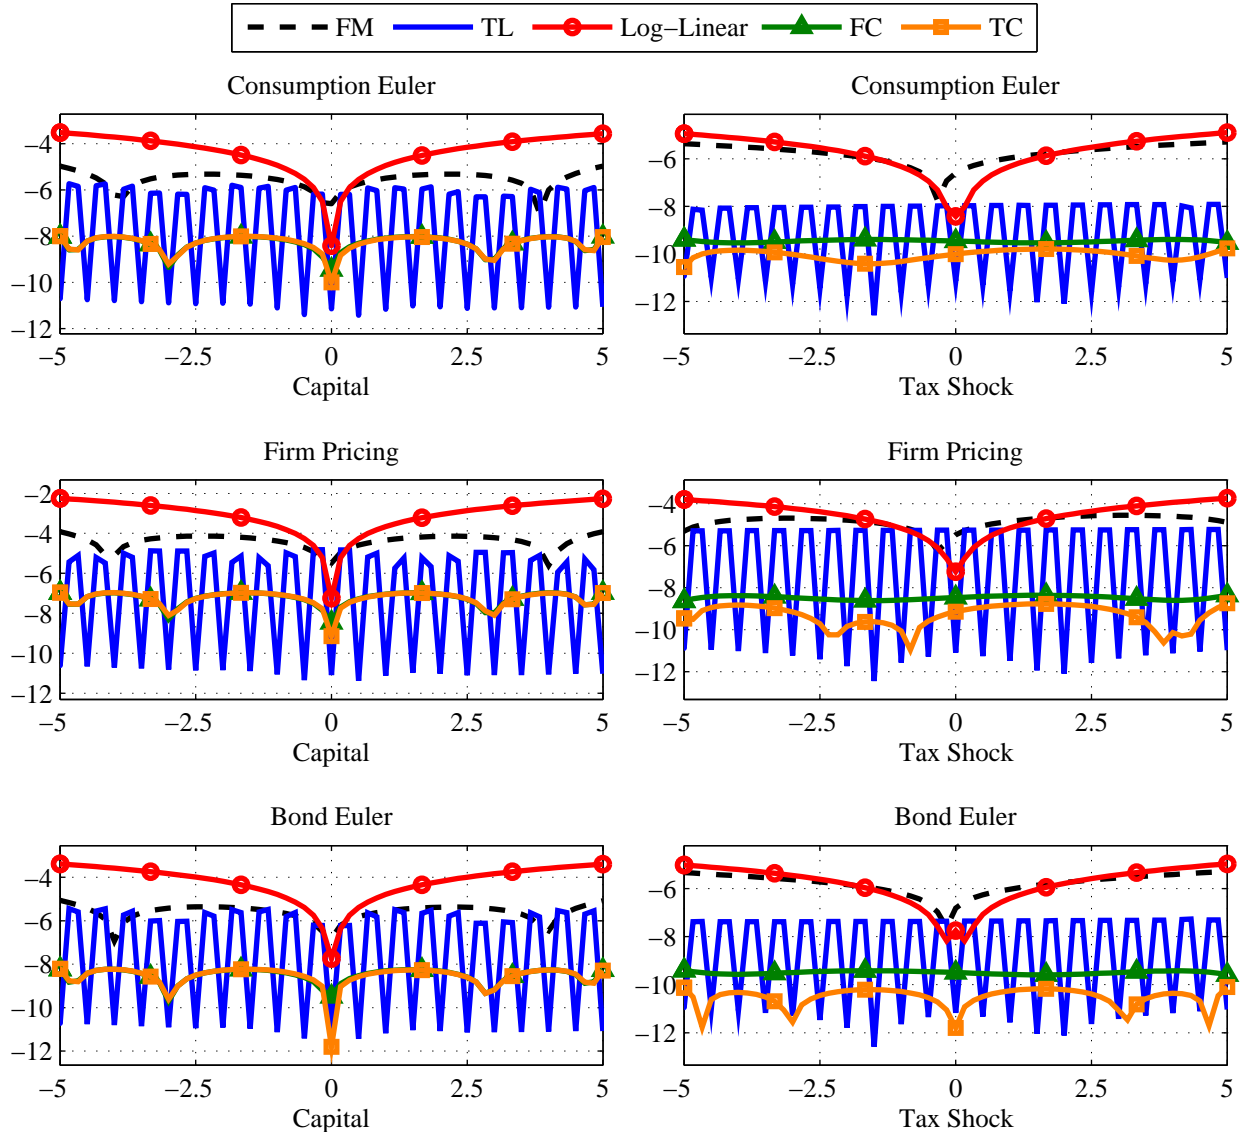 FM TL Log−Linear FC TC
Consumption Euler Consumption Euler
−4
−6
−8
−10
−12
−5 −2.5 0 2.5 5
Capital
−6
−8
−10
−12
−5 −2.5 0 2.5 5
Tax Shock
Firm Pricing Firm Pricing
−2
−4
−6
−8
−10
−12
−5 −2.5 0 2.5 5
Capital
−4
−6
−8
−10
−12
−5 −2.5 0 2.5 5
Tax Shock
Bond Euler Bond Euler
−4
−6
−8
−10
−12
−5 −2.5 0 2.5 5
Capital
−6
−8
−10
−12
−5 −2.5 0 2.5 5
Tax Shock